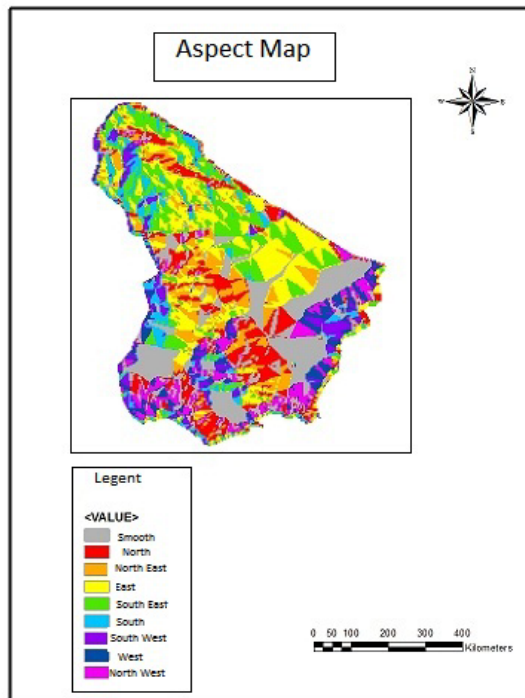 Aspect Map
N
W E
S
Legent
<VALUE>
Smooth
North
North East
East
South East
South
South West
West
North West
0 50 100 200 300 400
Kilometers